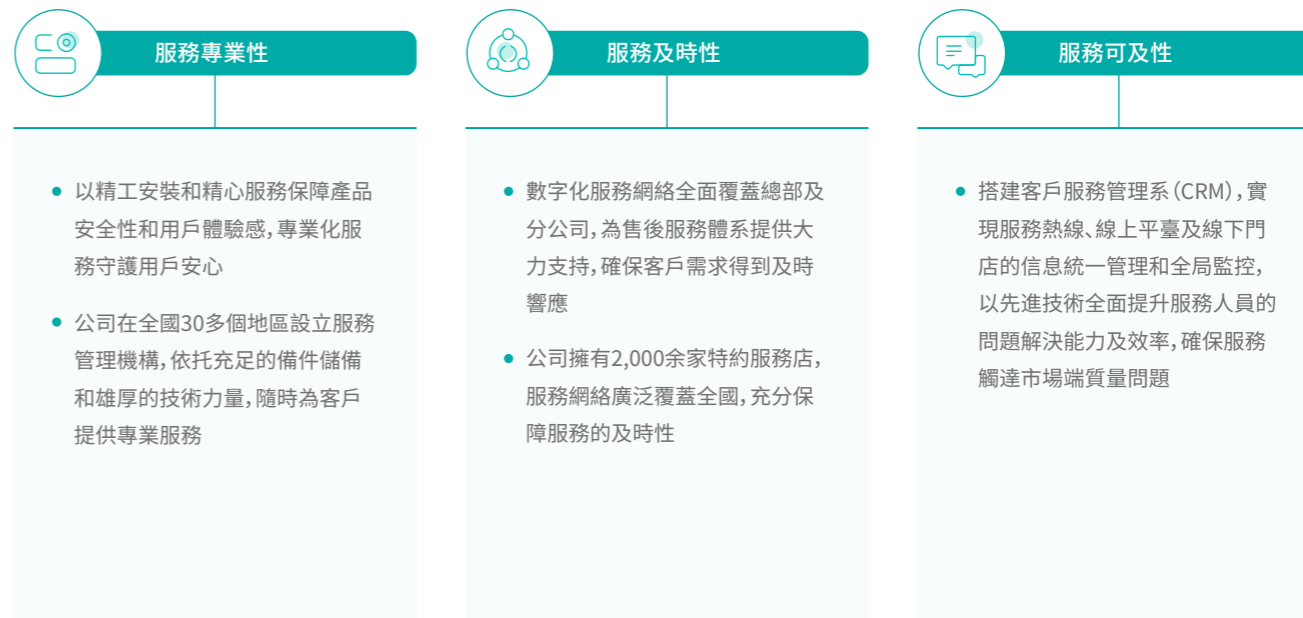 服務專業性
以精工安裝和精心服務保障產品
安全性和用戶體驗感，專業化服
務守護用戶安心
公司在全國30多個地區設立服務
管理機構，依托充足的備件儲備
和雄厚的技術力量，隨時為客戶
提供專業服務
服務及時性
數字化服務網絡全面覆蓋總部及
分公司，為售後服務體系提供大
力支持，確保客戶需求得到及時
響應
公司擁有2,000余家特約服務店，
服務網絡廣泛覆蓋全國，充分保
障服務的及時性
服務可及性
搭建客戶服務管理系（CRM），實
現服務熱線、線上平臺及線下門
店的信息統一管理和全局監控，
以先進技術全面提升服務人員的
問題解決能力及效率，確保服務
觸達市場端質量問題